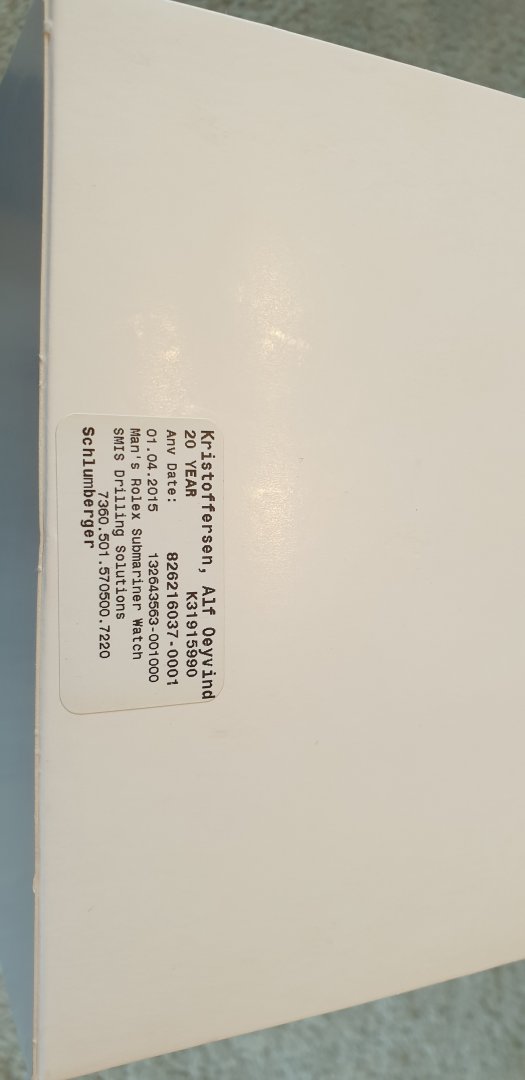 Kristoffersen, Alf Oeyvind
20 YEAR K31915990
Anv Date: 826216037-0001
01.04.2015 132643563-001000
Man's Rolex Submariner Watch
SMIS Drilling Solutions
7360.501.570500.7220
Schlumberger